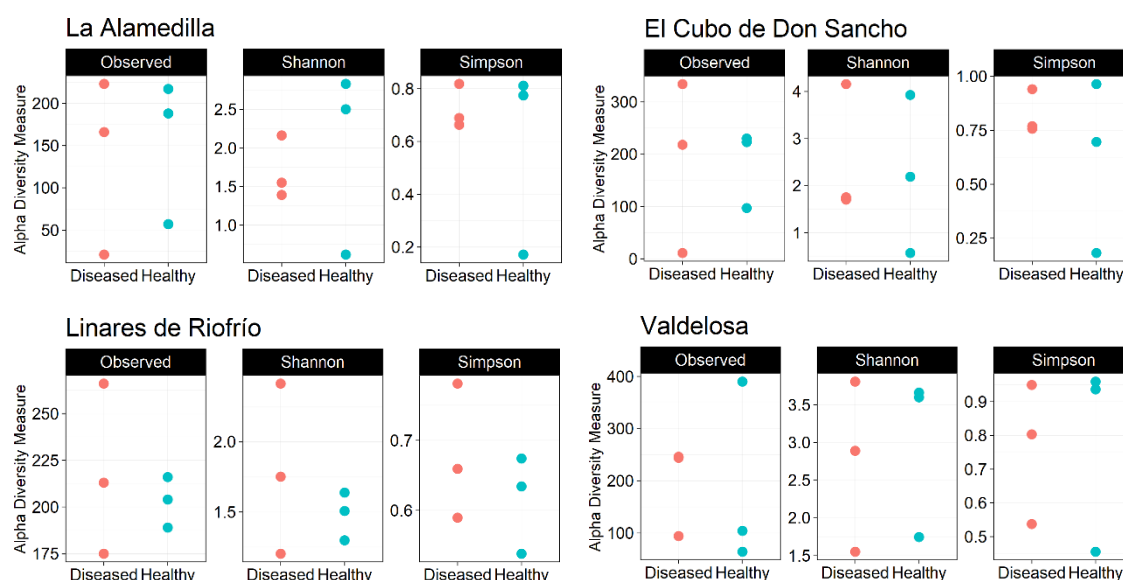 La Alamedilla
Observed Shannon Simpson
Alpha Diversity Measure
200
150
100
50
2.5
2.0
1.5
1.0
0.8
0.6
0.4
0.2
Diseased Healthy Diseased Healthy Diseased Healthy
El Cubo de Don Sancho
Observed Shannon Simpson
Alpha Diversity Measure
300
200
100
0
4
3
2
1
1.00
0.75
0.50
0.25
Diseased Healthy Diseased Healthy Diseased Healthy
Linares de Riofrío
Observed Shannon Simpson
Alpha Diversity Measure
250
225
200
175
2.0
1.5
0.7
0.6
Diseased Healthy Diseased Healthy Diseased Healthy
Valdelosa
Observed Shannon Simpson
Alpha Diversity Measure
400
300
200
100
3.5
3.0
2.5
2.0
1.5
0.9
0.8
0.7
0.6
0.5
Diseased Healthy Diseased Healthy Diseased Healthy